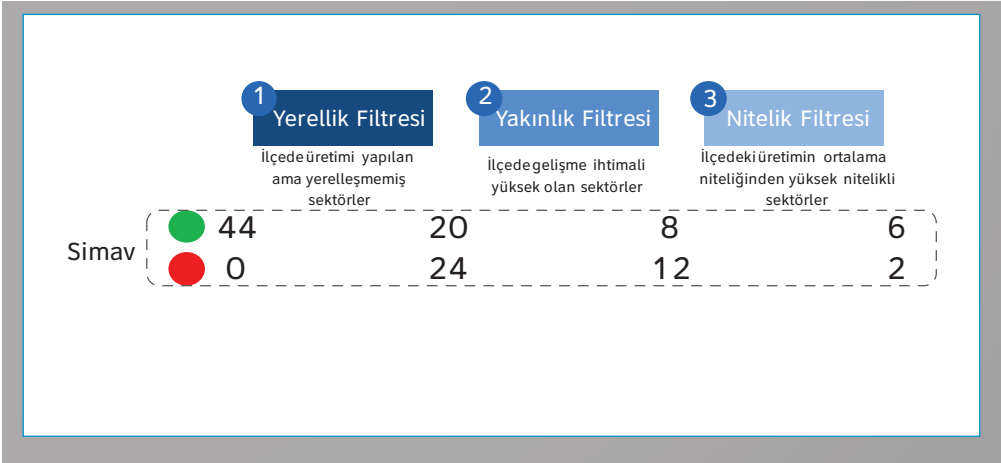 1
Yerellik Filtresi
İlçede üretimi yapılan
ama yerelleşmemiş
sektörler
2
Yakınlık Filtresi
İlçede gelişme ihtimali
yüksek olan sektörler
3
Nitelik Filtresi
İlçedeki üretimin ortalama
niteliğinden yüksek nitelikli
sektörler
Simav
44 20 8 6
0 24 12 2